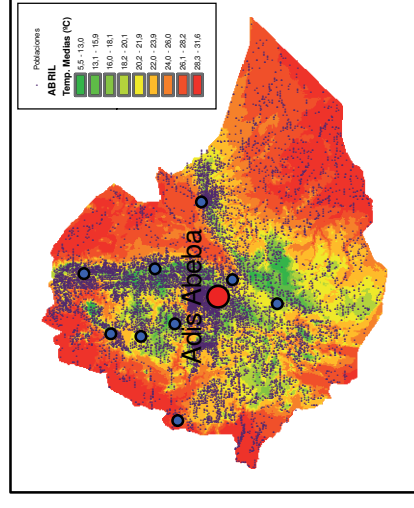 · Poblaciones
ABRIL
Temp. Medias (ºC)
5,5 - 13,0
13,1 - 15,9
16,0 - 18,1
18,2 - 20,1
20,2 - 21,9
22,0 - 23,9
24,0 - 26,0
26,1 - 28,2
28,3 - 31,6
Adis Abeba